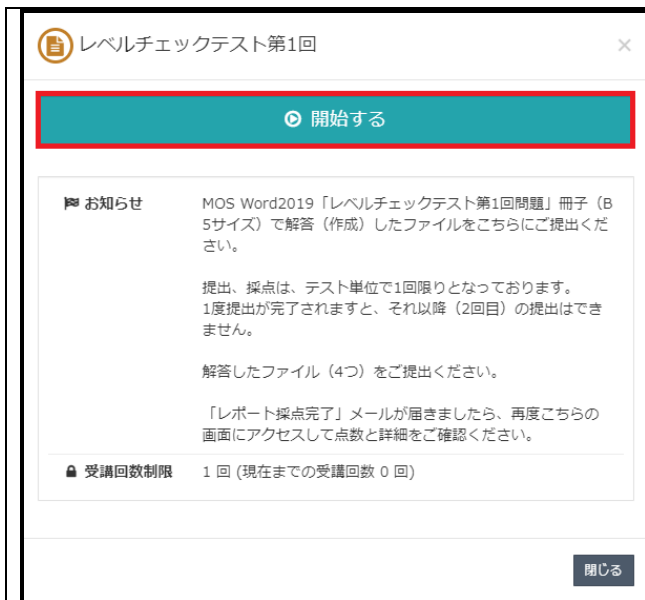 レベルチェックテスト第1回
×
開始する
お知らせ
MOS Word2019「レベルチェックテスト第1回問題」冊子（B
5サイズ）で解答（作成）したファイルをこちらにご提出くだ
さい。
提出、採点は、テスト単位で1回限りとなっております。
1度提出が完了されますと、それ以降（2回目）の提出はでき
ません。
解答したファイル（4つ）をご提出ください。
「レポート採点完了」メールが届きましたら、再度こちらの
画面にアクセスして点数と詳細をご確認ください。
受講回数制限
1 回 (現在までの受講回数 0 回)
閉じる